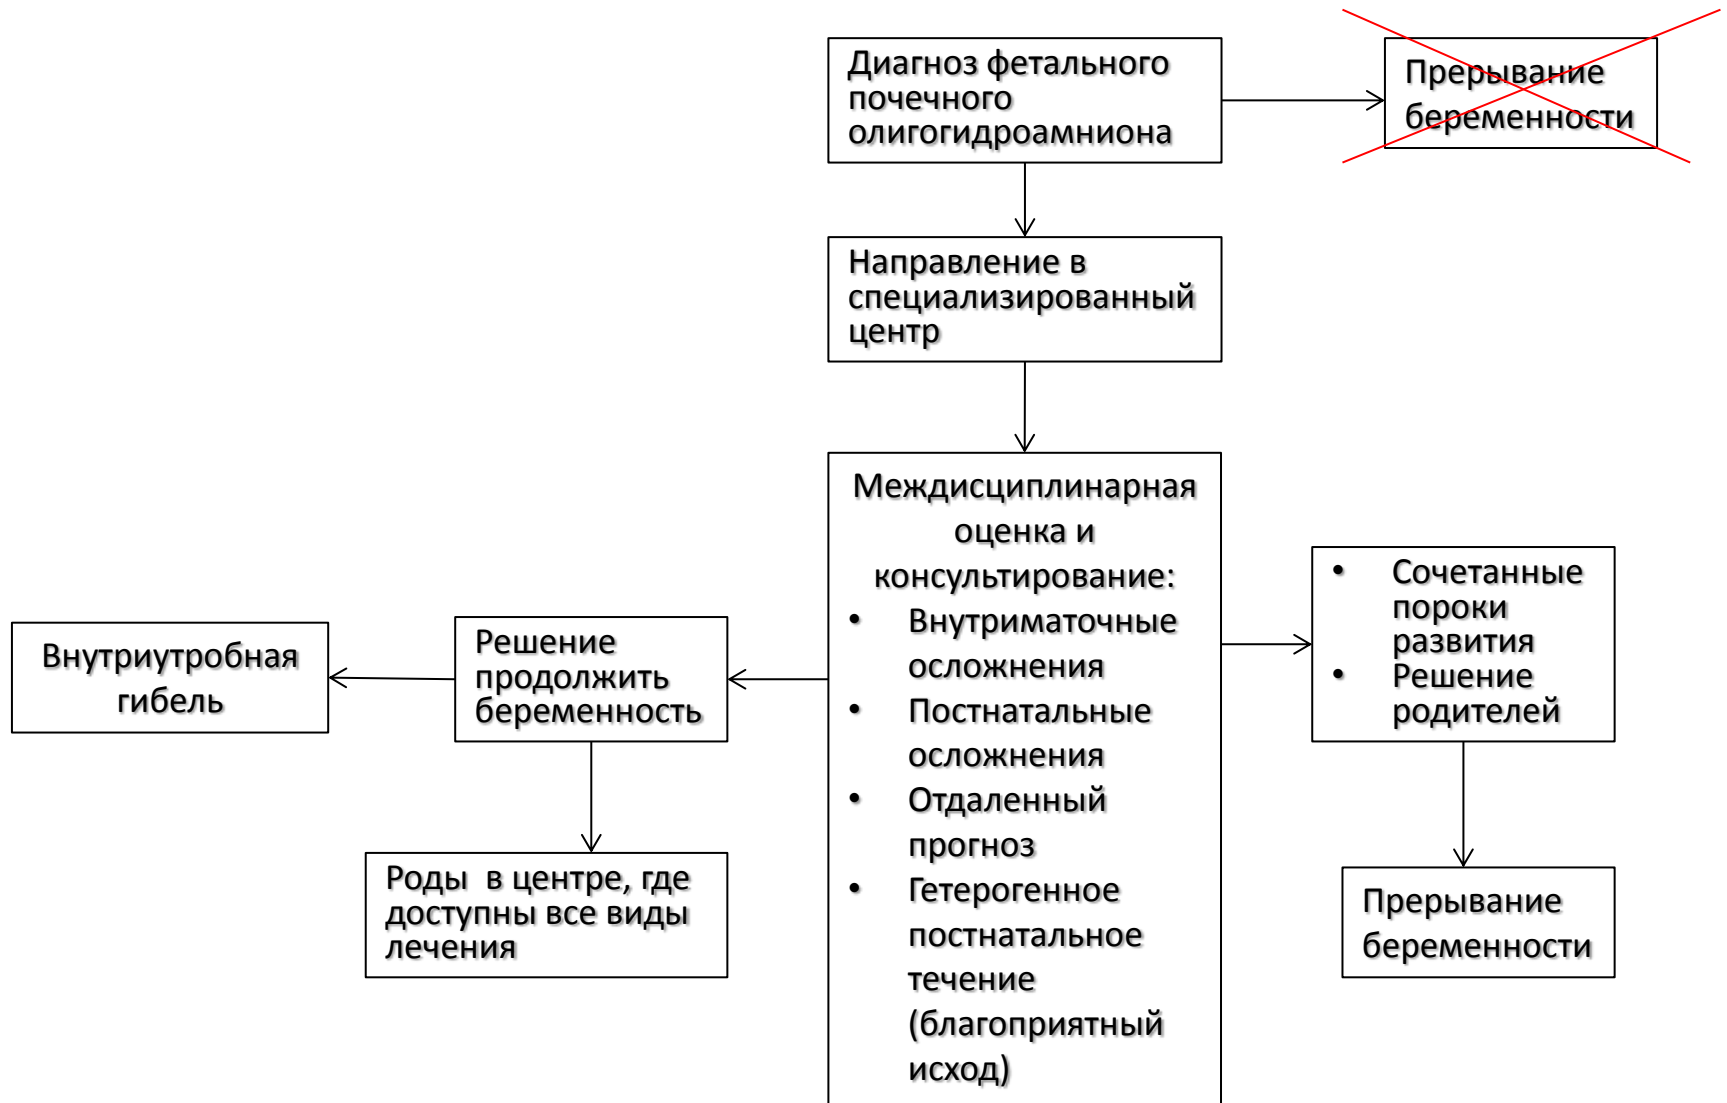 Диагноз фетального
почечного
олигогидроамниона
Прерывание
беременности
Направление в
специализированный
центр
Междисциплинарная
оценка и
консультирование:
• Внутриматочные
осложнения
• Постнатальные
осложнения
• Отдаленный
прогноз
• Гетерогенное
постнатальное
течение
(благоприятный
исход)
• Сочетанные
пороки
развития
• Решение
родителей
Прерывание
беременности
Решение
продолжить
беременность
Внутриутробная
гибель
Роды в центре, где
доступны все виды
лечения